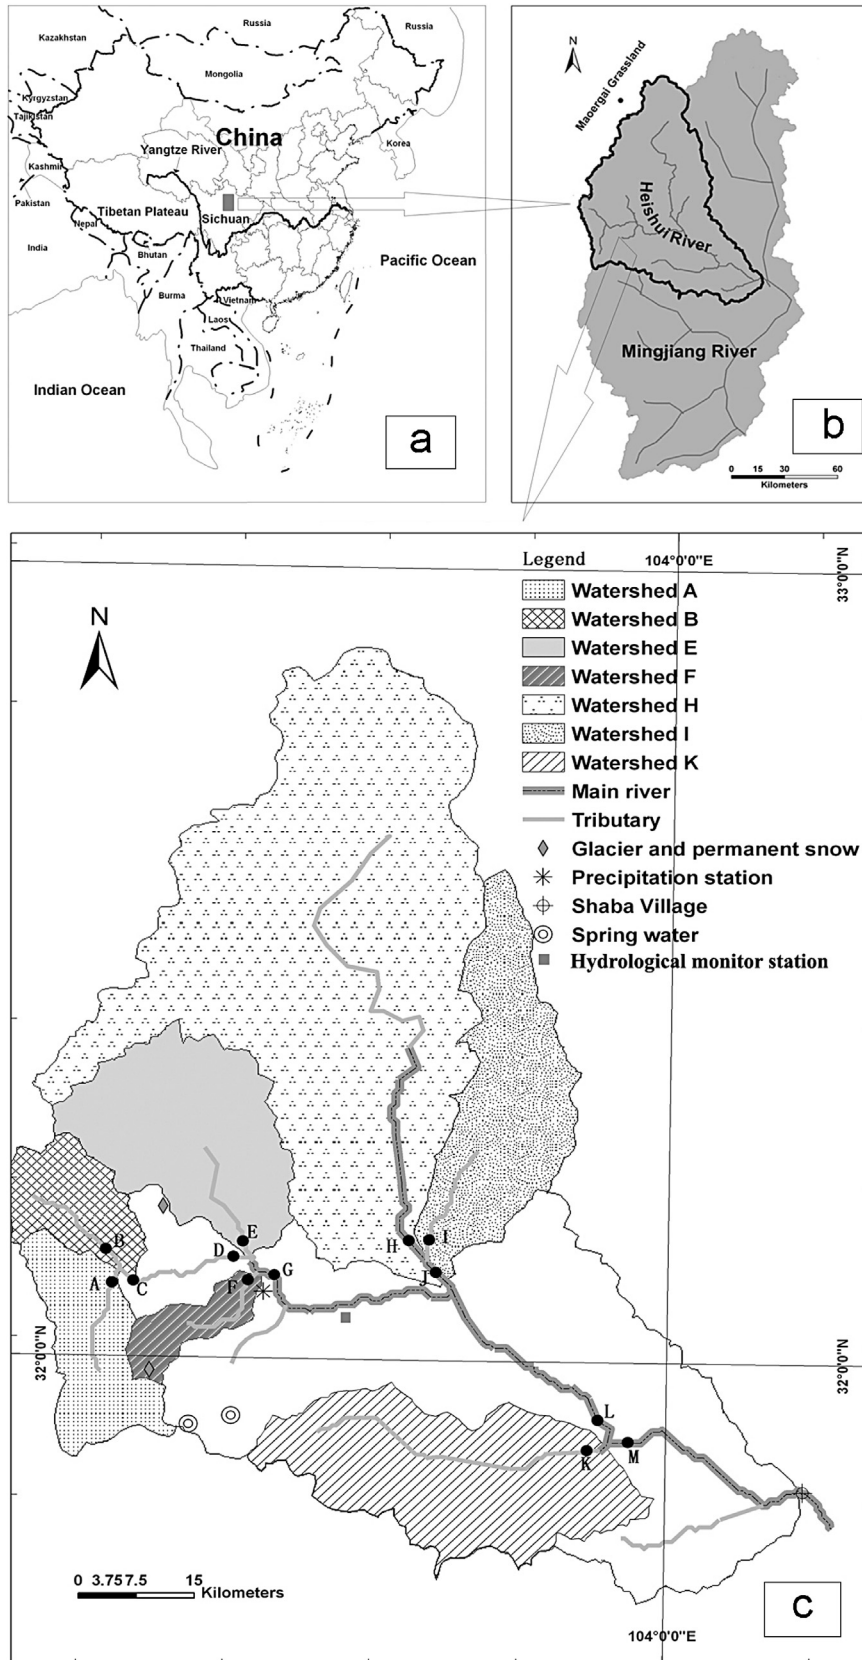 Russia
Russia
Kazakhstan
Mongolia
Kyrgyzstan
Tajikistan
China
Korea
Yangtze River
Kashmir
Pakistan
Tibetan Plateau
Sichuan
Nepal
India
Bhutan
Pacific Ocean
Burma
Vietnam
Laos
Thailand
Indian Ocean
a
N
Maoergai Grassland
Heishui River
Mingjiang River
b
0 15 30 60
Kilometers
Legend
104°0'0"E
33°0'0"N
Watershed A
Watershed B
Watershed E
Watershed F
Watershed H
Watershed I
Watershed K
Main river
Tributary
Glacier and permanent snow
Precipitation station
Shaba Village
Spring water
Hydrological monitor station
N
B
E
D
H
I
A
C
F
G
J
32°0'0"N
32°0'0"N
L
K
M
0 3.75 7.5 15
Kilometers
c
104°0'0"E